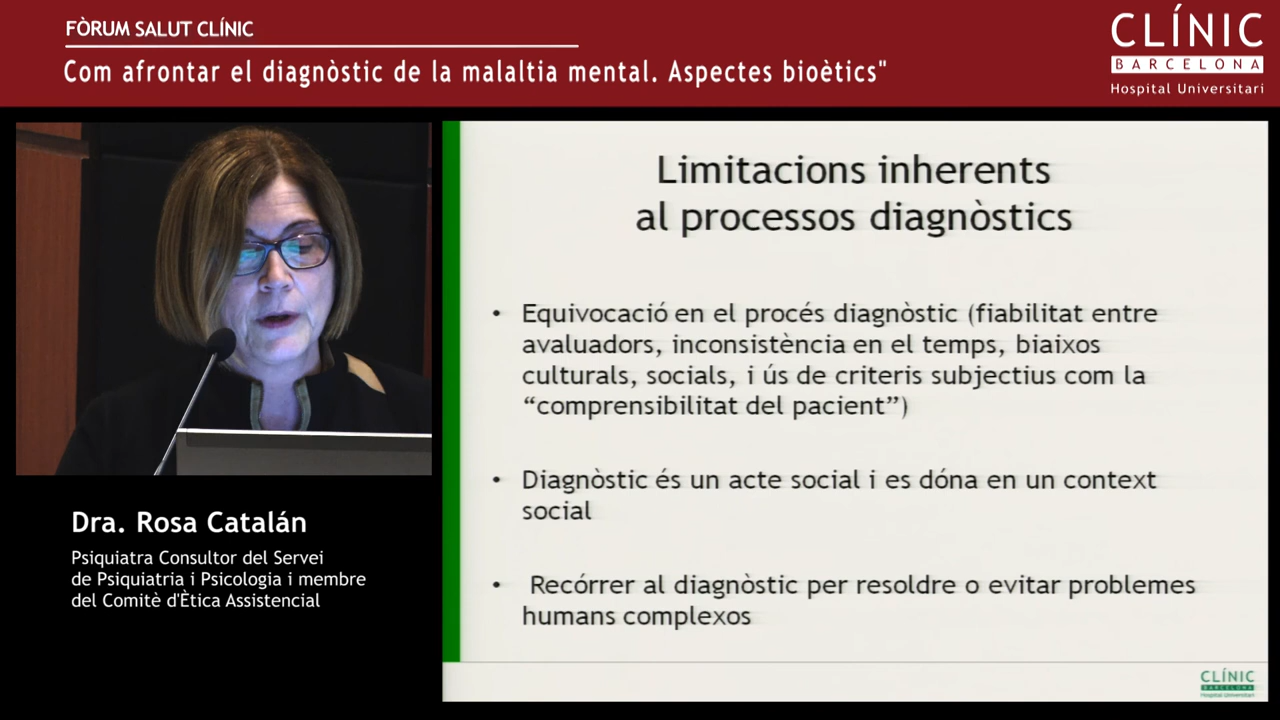 FÒRUM SALUT CLÍNIC
Com afrontar el diagnòstic de la malaltia mental. Aspectes bioètics"
CLÍNIC
BARCELONA
Hospital Universitari
Limitacions inherents
al processos diagnòstics
• Equivocació en el procés diagnòstic (fiabilitat entre
avaluadors, inconsistència en el temps, biaixos
culturals, socials, i ús de criteris subjectius com la
“comprensibilitat del pacient”)
• Diagnòstic és un acte social i es dóna en un context
social
• Recórrer al diagnòstic per resoldre o evitar problemes
humans complexos
CLÍNIC
BARCELONA
Hospital Universitari
Dra. Rosa Catalán
Psiquiatra Consultor del Servei
de Psiquiatria i Psicologia i membre
del Comitè d'Ètica Assistencial